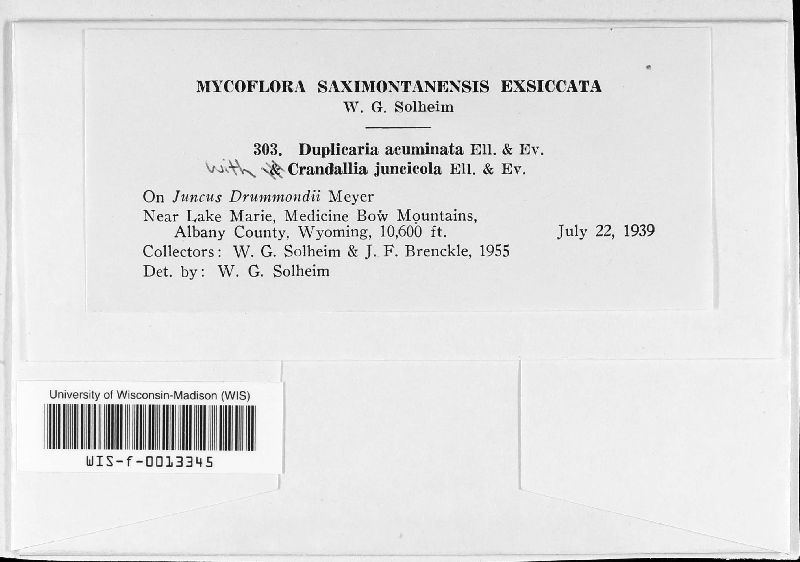 MYCOFLORA SAXIMONTANENSIS EXSICCATA
W. G. Solheim
303. Duplicaria acuminata Ell. & Ev.
with & Crandallia juncicola Ell. & Ev.
On Juncus Drummondii Meyer
Near Lake Marie, Medicine Bow Mountains,
Albany County, Wyoming, 10,600 ft. July 22, 1939
Collectors: W. G. Solheim & J. F. Brenckle, 1955
Det. by: W. G. Solheim
University of Wisconsin-Madison (WIS)
WIS-f-0013345